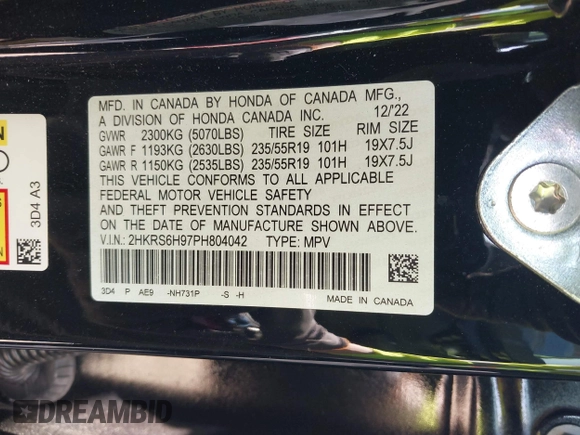 MFD. IN CANADA BY HONDA OF CANADA MFG.,
A DIVISION OF HONDA CANADA INC. 12/'22
GVWR 2300KG (5070LBS) TIRE SIZE RIM SIZE
GAWR F 1193KG (2630LBS) 235/55R19 101H 19X7.5J
GAWR R 1150KG (2535LBS) 235/55R19 101H 19X7.5J
THIS VEHICLE CONFORMS TO ALL APPLICABLE
FEDERAL MOTOR VEHICLE SAFETY
AND THEFT PREVENTION STANDARDS IN EFFECT
ON THE DATE OF MANUFACTURE SHOWN ABOVE.
V.I.N.: 2HKRS6H97PH804042 TYPE: MPV
3D4 P AE9 -NH731P -S -H
MADE IN CANADA
3D4 A3
DREAMBID